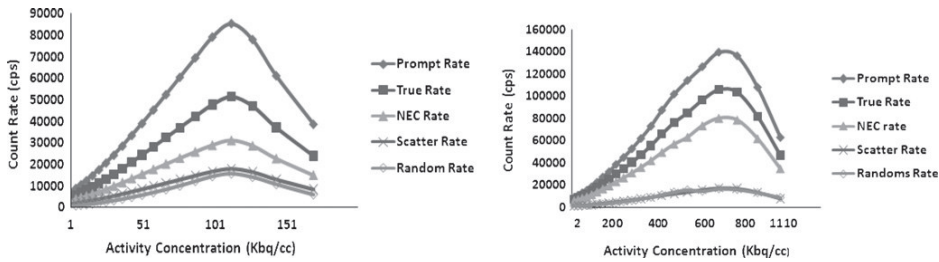 90000
80000
70000
60000
50000
40000
30000
20000
10000
0
Count Rate (cps)
1 51 101 151
Activity Concentration (Kbq/cc)
Prompt Rate
True Rate
NEC Rate
Scatter Rate
Random Rate
160000
140000
120000
100000
80000
60000
40000
20000
0
Count Rate (cps)
2 200 400 600 800 1110
Activity Concentration (Kbq/cc)
Prompt Rate
True Rate
NEC rate
Scatter Rate
Randoms Rate